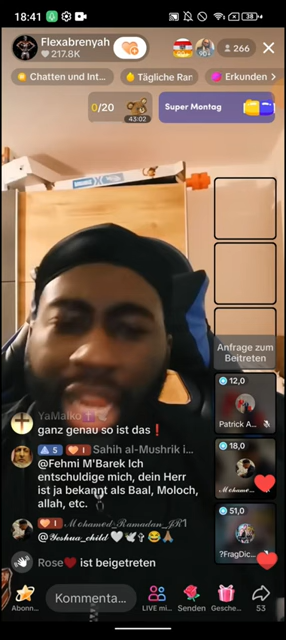 18:41
38
Flexabrenyah
217.8K
266
Chatten und Int...
Tägliche Ran
Erkunden >
0/20
43:02
Super Montag
Anfrage zum
Beitreten
12,0
Patrick A...
18,0
𝓜𝓸𝓱𝓪𝓶𝓮...
51,0
?FragDic...
YaMalko
ganz genau so ist das❗
5 1 Sahih al-Mushrik i...
@Fehmi M'Barek Ich
entschuldige mich, dein Herr
ist ja bekannt als Baal, Moloch,
allah, etc.
1 𝓜𝓸𝓱𝓪𝓶𝓮𝓭_𝓡𝓪𝓶𝓪𝓭𝓪𝓷_𝓙𝓡1
@𝓨𝓮𝓼𝓱𝓾𝓪_𝓬𝓱𝓲𝓵𝓭 🤍🕊✞😂🙏🏾
Rose❤️ ist beigetreten
Kommenta...
Abonn...
LIVE mi...
Senden
Gesche...
53